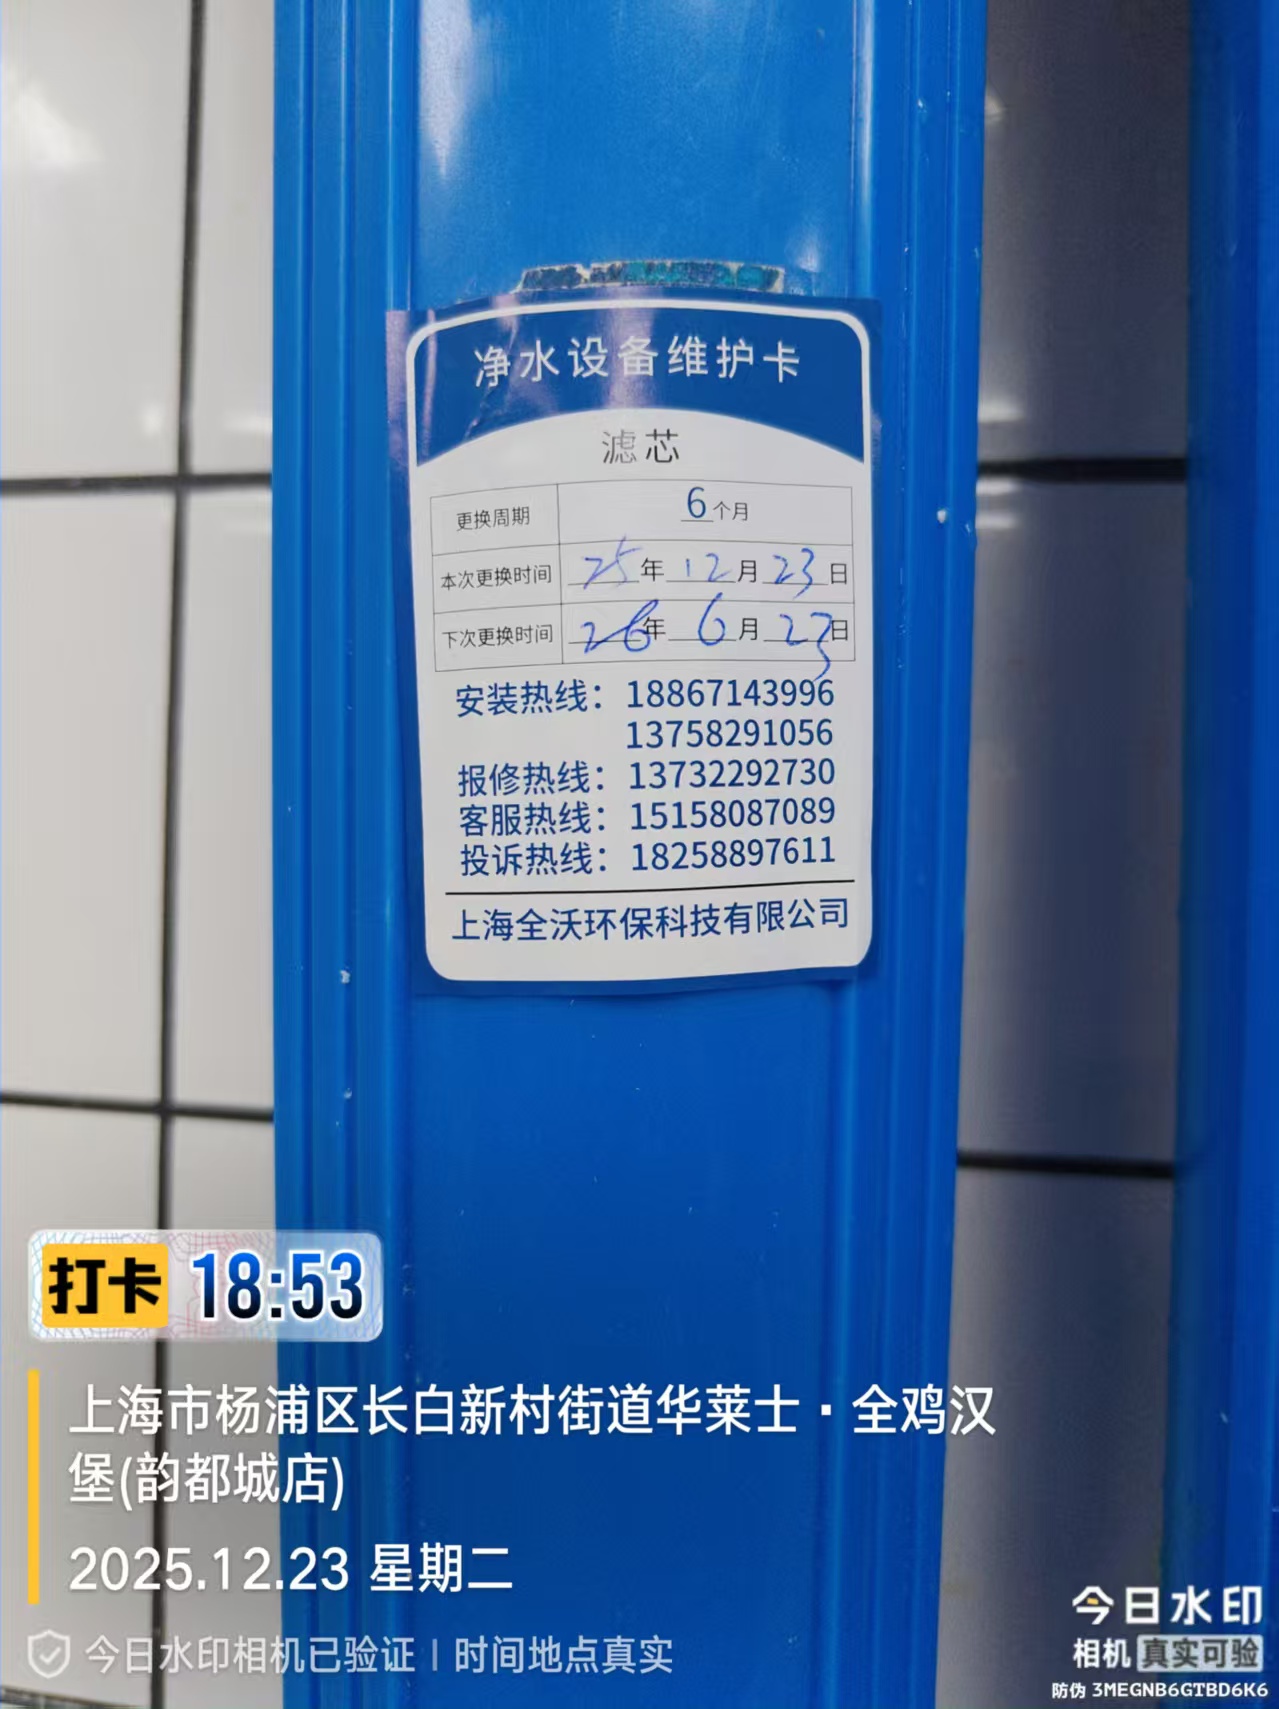 净水设备维护卡
滤芯
更换周期 6个月
本次更换时间 25年12月23日
下次更换时间 26年6月23日
安装热线：18867143996
13758291056
报修热线：13732292730
客服热线：15158087089
投诉热线：18258897611
上海全沃环保科技有限公司
打卡 18:53
上海市杨浦区长白新村街道华莱士·全鸡汉
堡(韵都城店)
2025.12.23 星期二
今日水印相机已验证 | 时间地点真实
今日水印
相机 真实可验
防伪 3MEGNB6GTBD6K6